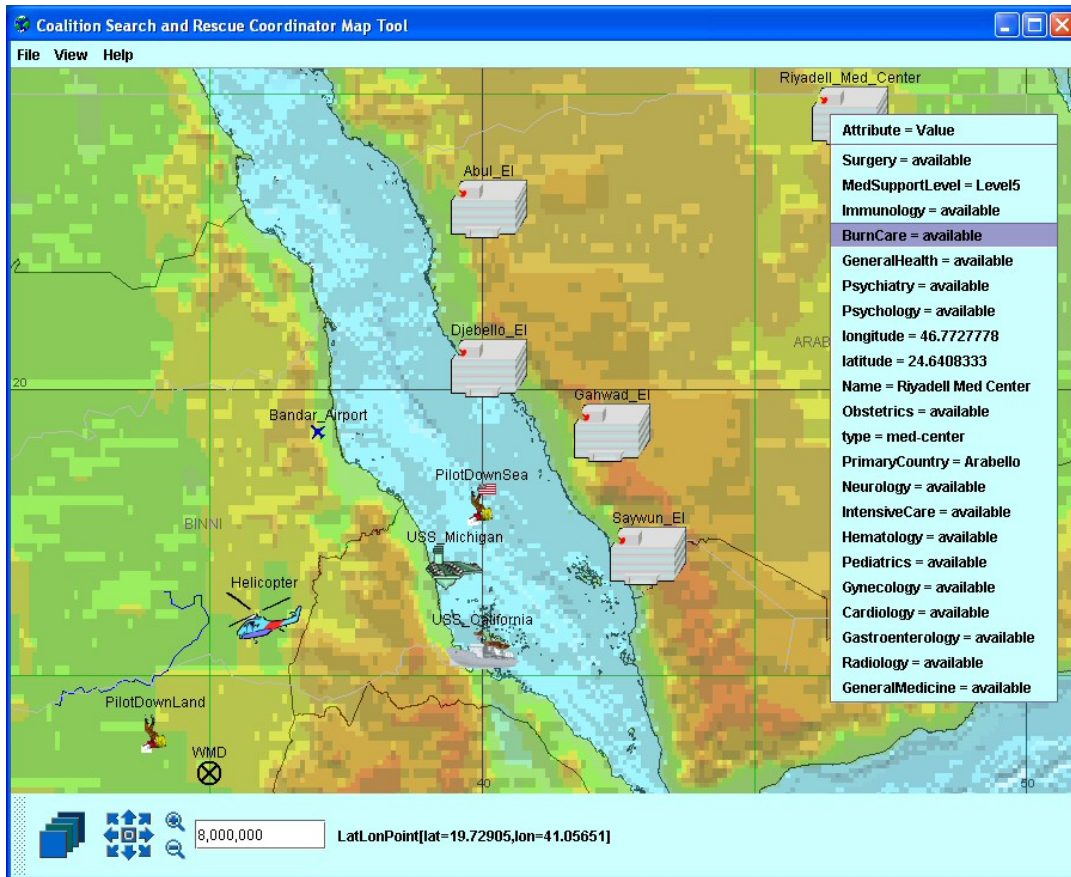 Coalition Search and Rescue Coordinator Map Tool
File View Help
Riyadell_Med_Center
Abul_El
Djebello_El
20
Gahwad_El
Bandar_Airport
PilotDownSea
BINNI
Saywun_El
USS_Michigan
Helicopter
USS_California
PilotDownLand
WMD
40
50
ARAB
Attribute = Value
Surgery = available
MedSupportLevel = Level5
Immunology = available
BurnCare = available
GeneralHealth = available
Psychiatry = available
Psychology = available
longitude = 46.7727778
latitude = 24.6408333
Name = Riyadell Med Center
Obstetrics = available
type = med-center
PrimaryCountry = Arabello
Neurology = available
IntensiveCare = available
Hematology = available
Pediatrics = available
Gynecology = available
Cardiology = available
Gastroenterology = available
Radiology = available
GeneralMedicine = available
8,000,000
LatLonPoint[lat=19.72905,lon=41.05651]